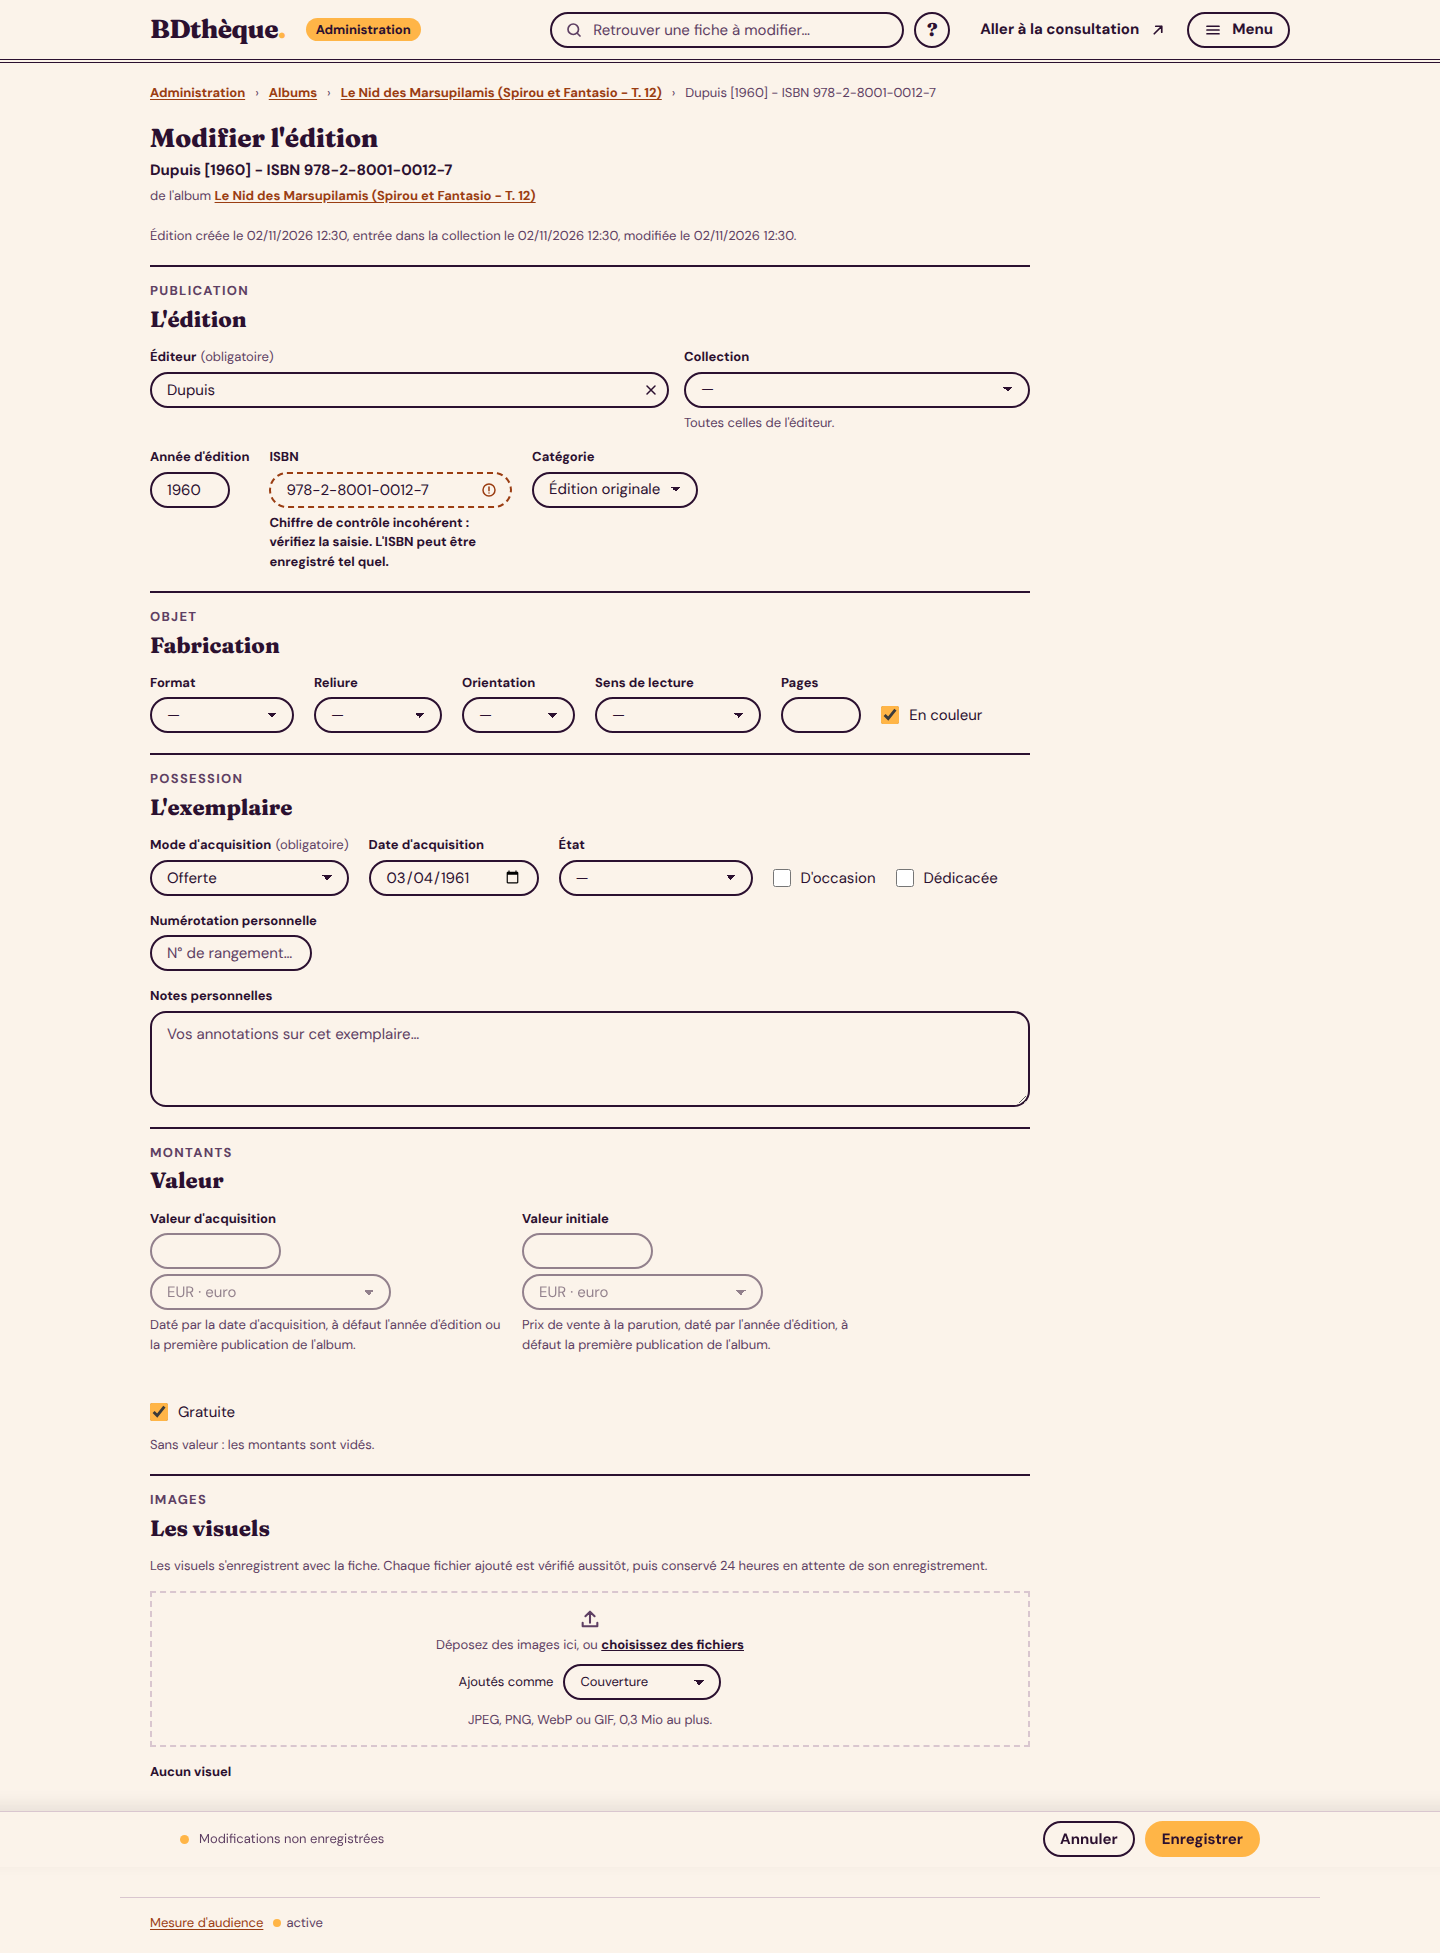 BDthèque.
Administration
Retrouver une fiche à modifier…
?
Aller à la consultation
Menu
Administration › Albums › Le Nid des Marsupilamis (Spirou et Fantasio - T. 12) › Dupuis [1960] - ISBN 978-2-8001-0012-7
Modifier l'édition
Dupuis [1960] - ISBN 978-2-8001-0012-7
de l'album Le Nid des Marsupilamis (Spirou et Fantasio - T. 12)
Édition créée le 02/11/2026 12:30, entrée dans la collection le 02/11/2026 12:30, modifiée le 02/11/2026 12:30.
PUBLICATION
L'édition
Éditeur (obligatoire)
Collection
Dupuis
—
Toutes celles de l'éditeur.
Année d'édition
ISBN
Catégorie
1960
978-2-8001-0012-7
Édition originale
Chiffre de contrôle incohérent :
vérifiez la saisie. L'ISBN peut être
enregistré tel quel.
OBJET
Fabrication
Format
Reliure
Orientation
Sens de lecture
Pages
—
—
—
—
En couleur
POSSESSION
L'exemplaire
Mode d'acquisition (obligatoire)
Date d'acquisition
État
Offerte
03/04/1961
—
D'occasion
Dédicacée
Numérotation personnelle
N° de rangement…
Notes personnelles
Vos annotations sur cet exemplaire…
MONTANTS
Valeur
Valeur d'acquisition
Valeur initiale
EUR · euro
EUR · euro
Daté par la date d'acquisition, à défaut l'année d'édition ou
la première publication de l'album.
Prix de vente à la parution, daté par l'année d'édition, à
défaut la première publication de l'album.
Gratuite
Sans valeur : les montants sont vidés.
IMAGES
Les visuels
Les visuels s'enregistrent avec la fiche. Chaque fichier ajouté est vérifié aussitôt, puis conservé 24 heures en attente de son enregistrement.
Déposez des images ici, ou choisissez des fichiers
Ajoutés comme
Couverture
JPEG, PNG, WebP ou GIF, 0,3 Mio au plus.
Aucun visuel
Modifications non enregistrées
Annuler
Enregistrer
Mesure d'audience
active